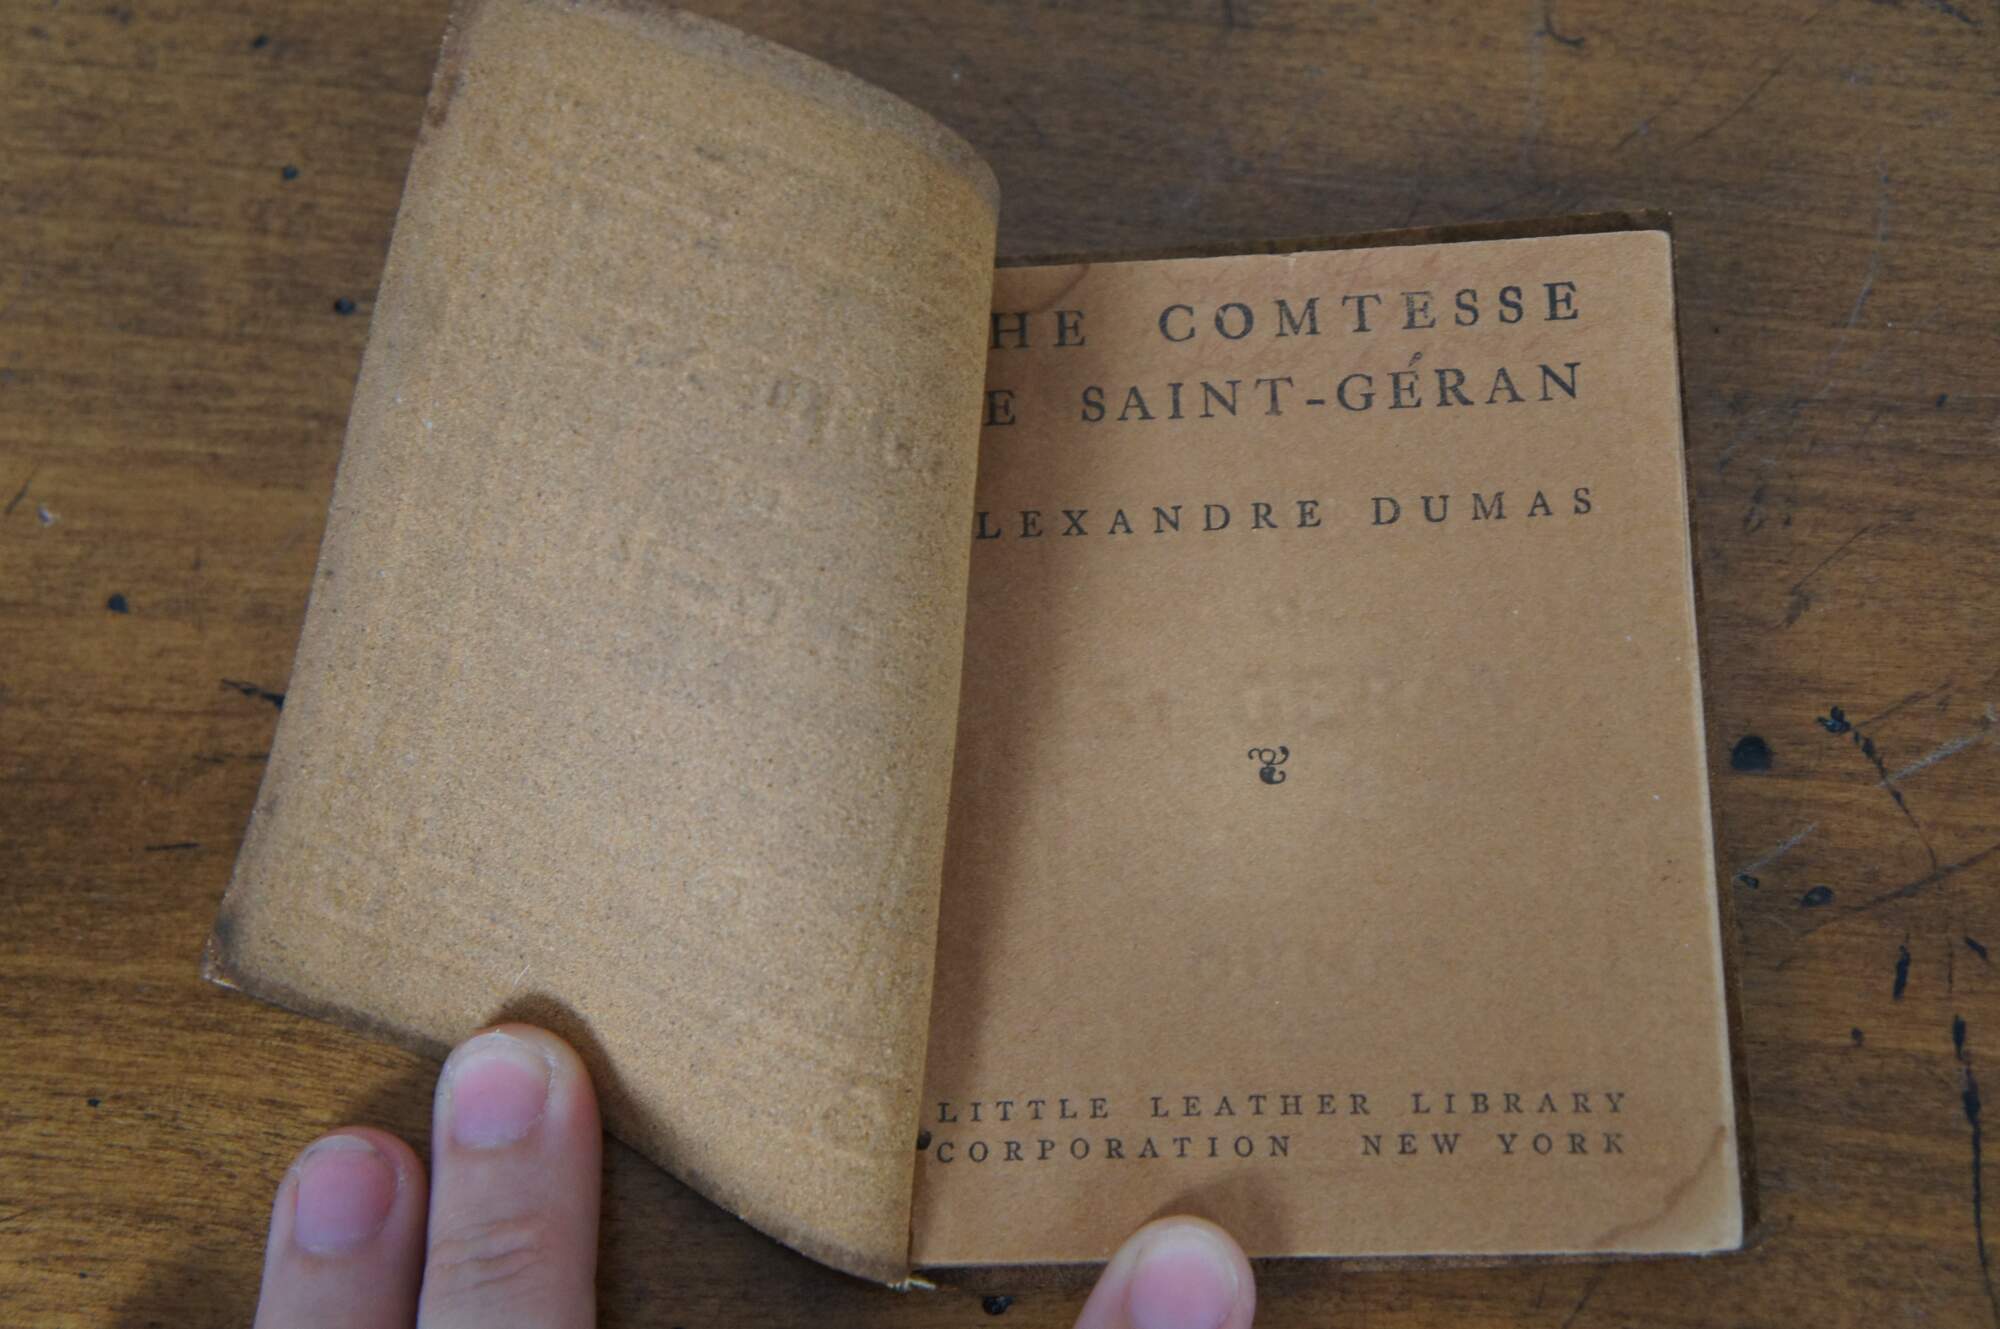 HE COMTESSE
E SAINT-GÉRAN
LEXANDRE DUMAS
LITTLE LEATHER LIBRARY
CORPORATION NEW YORK